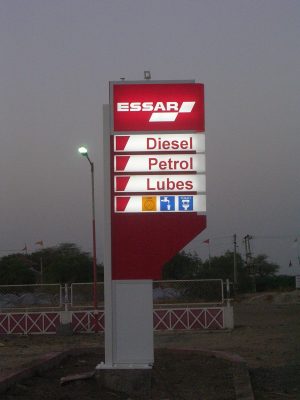 ESSAR
Diesel
Petrol
Lubes